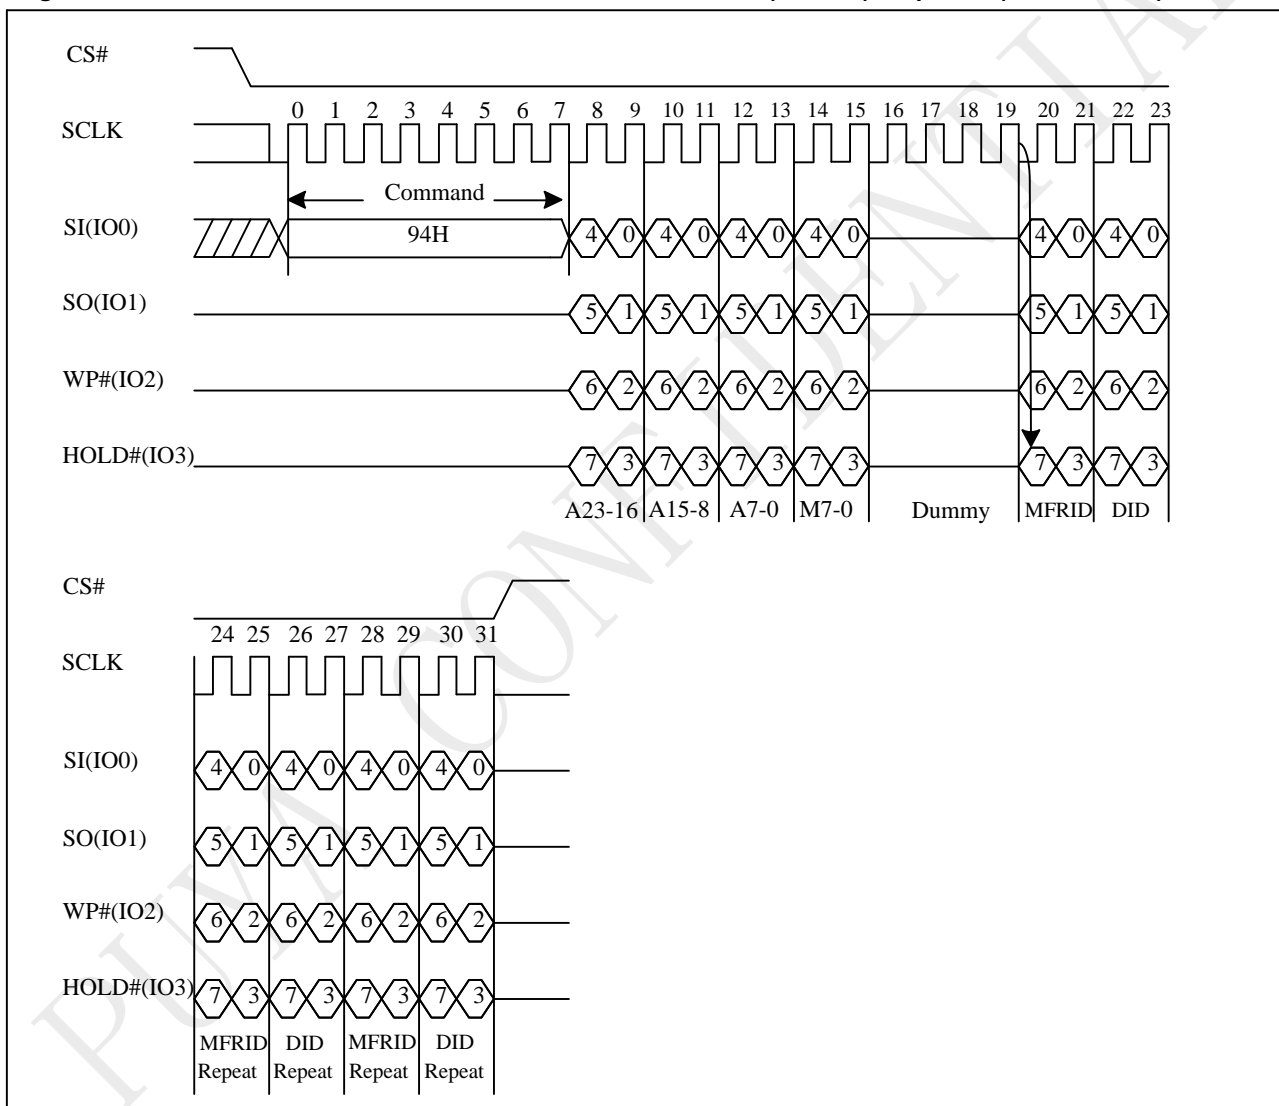 CS#
0 1 2 3 4 5 6 7 8 9 10 11 12 13 14 15 16 17 18 19 20 21 22 23
SCLK
Command
SI(IO0) 94H 4 0 4 0 4 0 4 0 4 0 4 0
SO(IO1) 5 1 5 1 5 1 5 1 5 1 5 1
WP#(IO2) 6 2 6 2 6 2 6 2 6 2 6 2
HOLD#(IO3) 7 3 7 3 7 3 7 3 7 3 7 3
A23-16 A15-8 A7-0 M7-0 Dummy MFRID DID
CS#
24 25 26 27 28 29 30 31
SCLK
SI(IO0) 4 0 4 0 4 0 4 0
SO(IO1) 5 1 5 1 5 1 5 1
WP#(IO2) 6 2 6 2 6 2 6 2
HOLD#(IO3) 7 3 7 3 7 3 7 3
MFRID DID MFRID DID
Repeat Repeat Repeat Repeat
PUYA CONFIDENTIAL